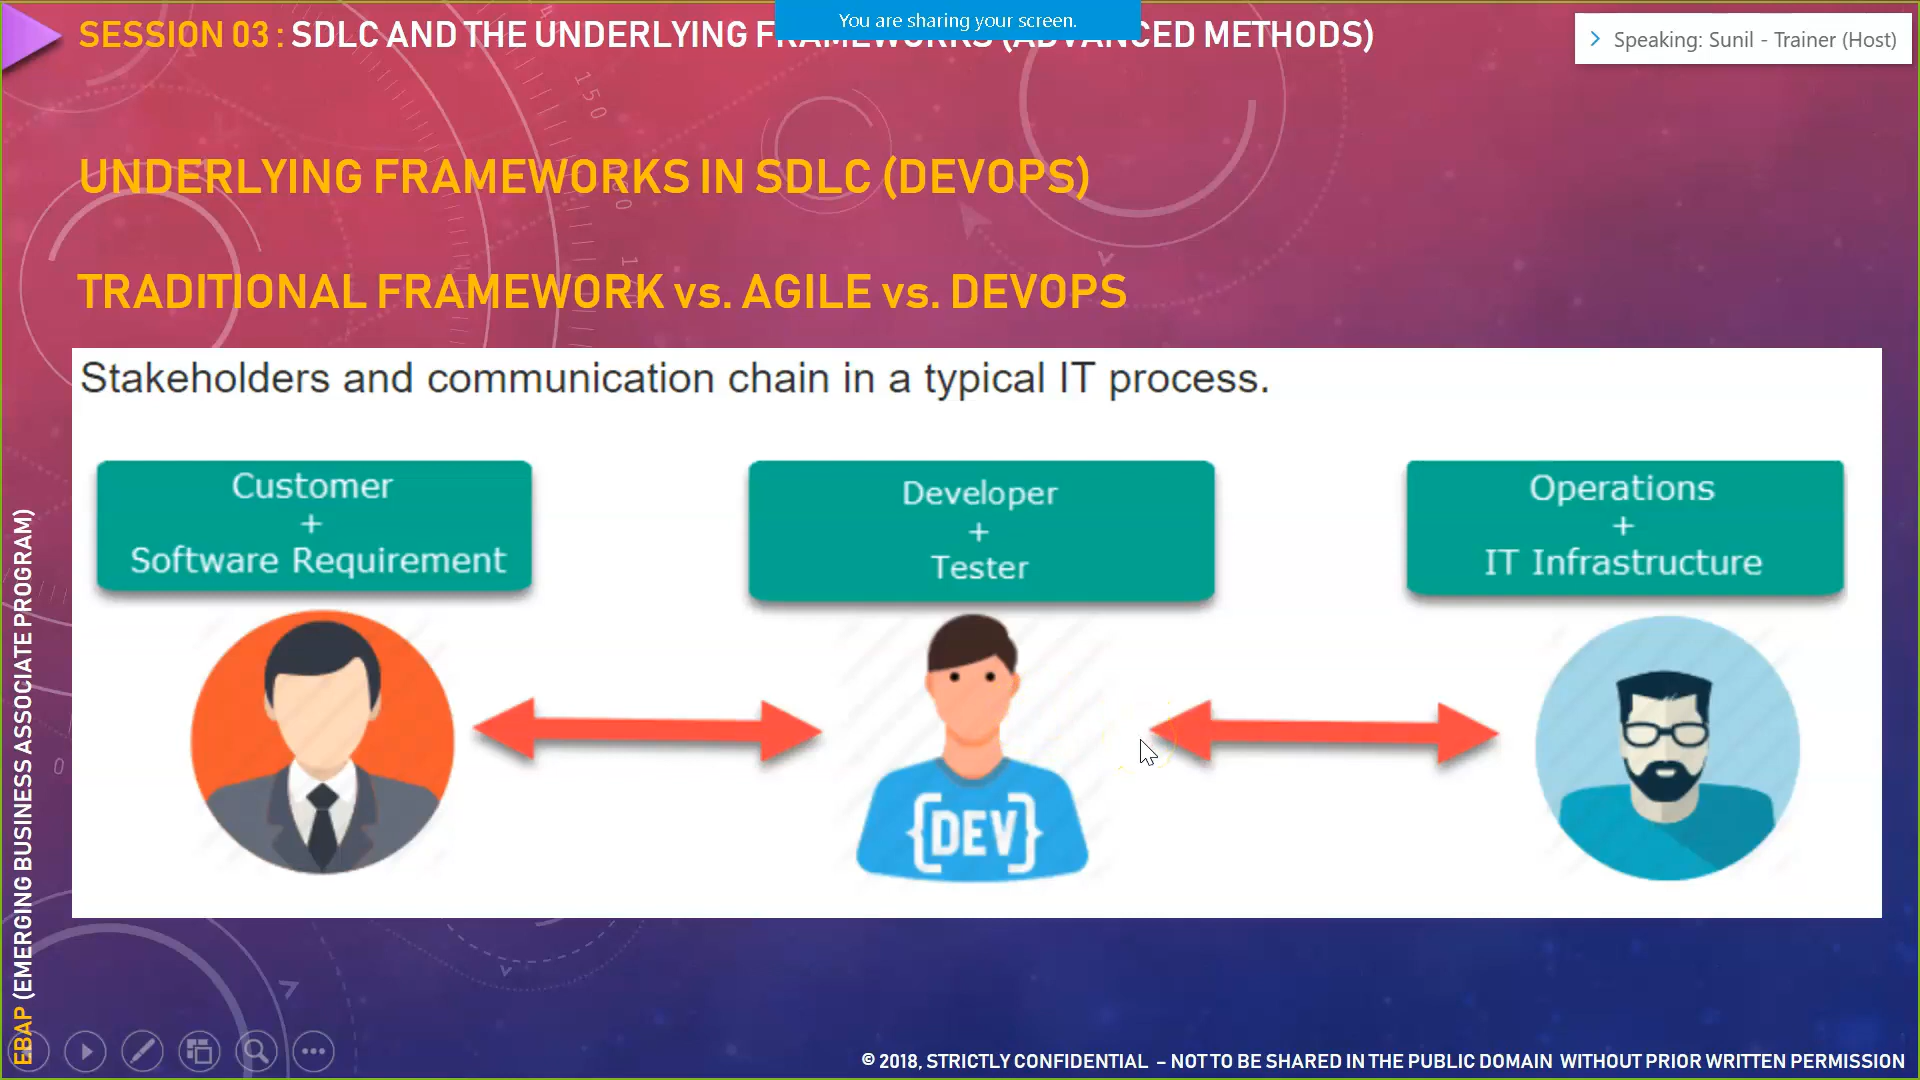 SESSION 03 : SDLC AND THE UNDERLYING FRAMEWORKS (ADVANCED METHODS)
You are sharing your screen.
Speaking: Sunil - Trainer (Host)
UNDERLYING FRAMEWORKS IN SDLC (DEVOPS)
TRADITIONAL FRAMEWORK vs. AGILE vs. DEVOPS
Stakeholders and communication chain in a typical IT process.
Customer
+
Software Requirement
Developer
+
Tester
Operations
+
IT Infrastructure
{DEV}
EBAP (EMERGING BUSINESS ASSOCIATE PROGRAM)
© 2018, STRICTLY CONFIDENTIAL – NOT TO BE SHARED IN THE PUBLIC DOMAIN WITHOUT PRIOR WRITTEN PERMISSION